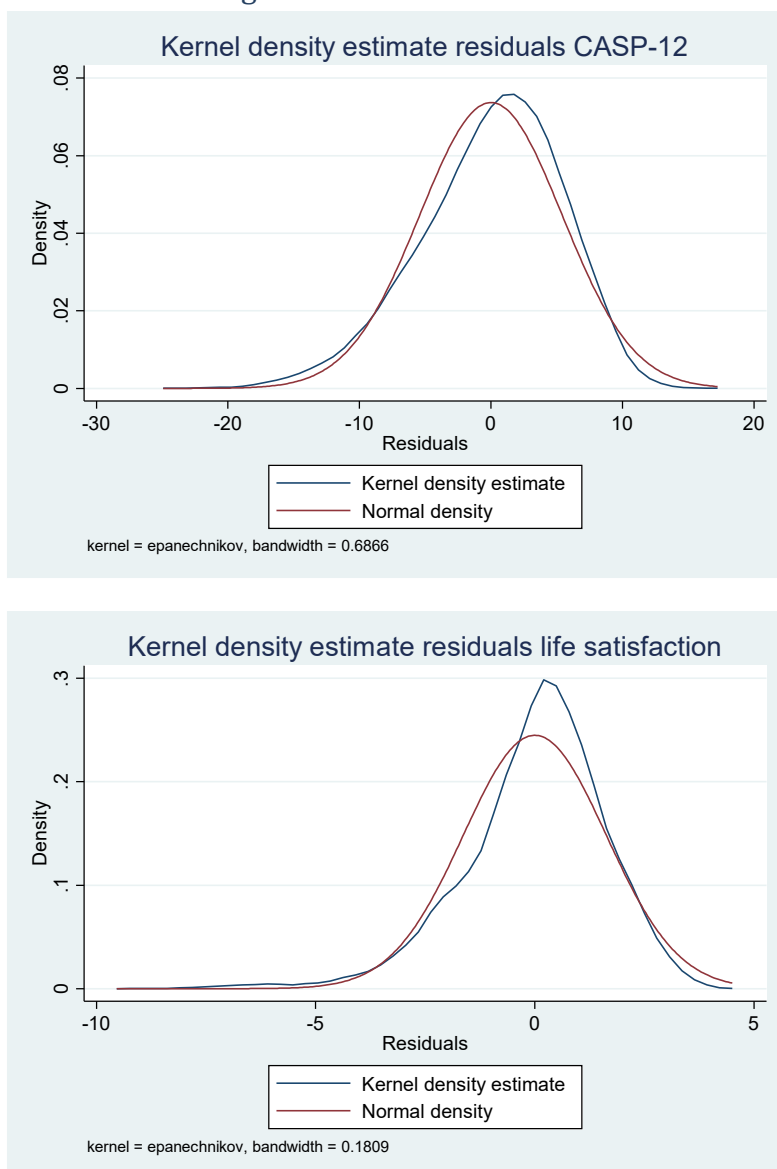 Kernel density estimate residuals CASP-12
.08
.06
.04
.02
0
Density
-30 -20 -10 0 10 20
Residuals
Kernel density estimate
Normal density
kernel = epanechnikov, bandwidth = 0.6866
Kernel density estimate residuals life satisfaction
.3
.2
.1
0
Density
-10 -5 0 5
Residuals
Kernel density estimate
Normal density
kernel = epanechnikov, bandwidth = 0.1809